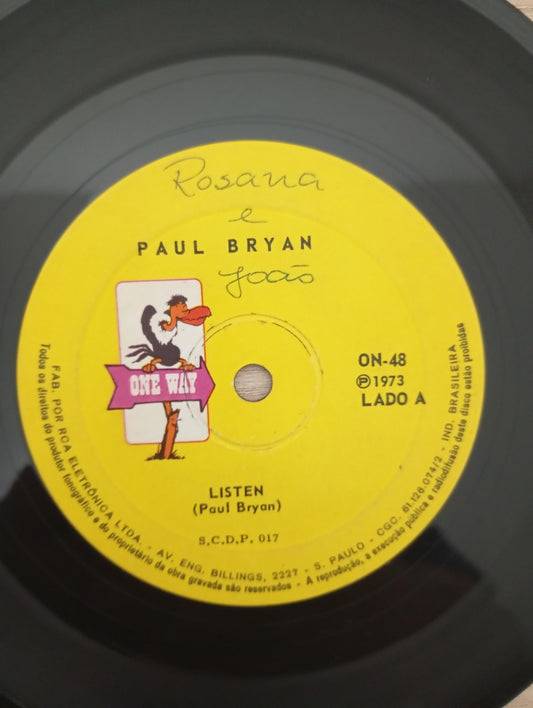 Rosana
e
PAUL BRYAN
João
ONE WAY
ON-48
Ⓟ1973
LADO A
LISTEN
(Paul Bryan)
S.C.D.P. 017
FAB. POR RCA ELETRÔNICA LTDA. - AV. ENG. BILLINGS, 2227 - S. PAULO - CGC. 61.128.074/2 - IND. BRASILEIRA
Todos os direitos do produtor fonográfico e do proprietário da obra gravada são reservados - A reprodução, a execução pública e radiodifusão deste disco estão proibidas